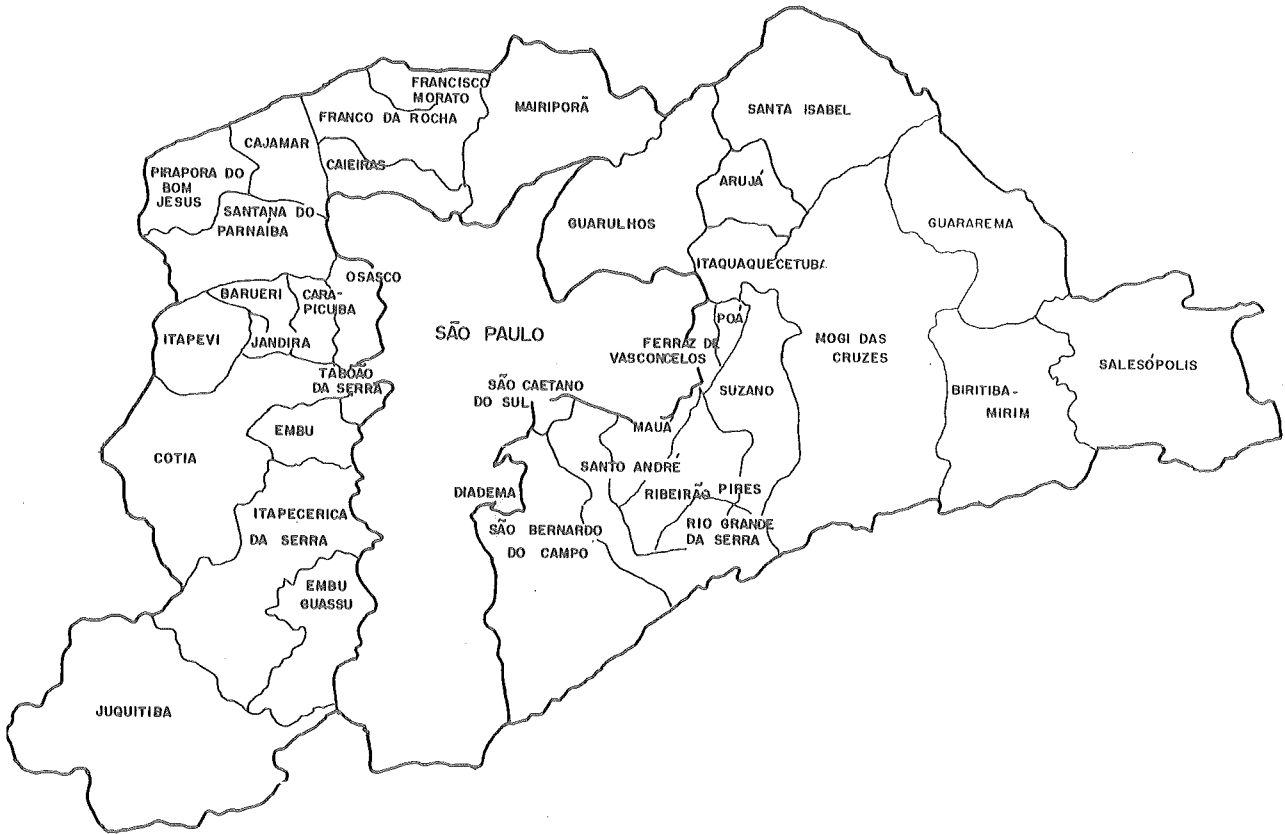 FRANCISCO
MORATO
MAIRIPORÃ
SANTA ISABEL
FRANCO DA ROCHA
CAJAMAR
CAIEIRAS
PIRAPORA DO
BOM
JESUS
ARUJÁ
SANTANA DO
PARNAÍBA
GUARULHOS
GUARAREMA
ITAQUAQUECETUBA
OSASCO
BARUERI
CARA-
PICUIBA
POÁ
ITAPEVI
JANDIRA
SÃO PAULO
FERRAZ DE
VASCONCELOS
MOGI DAS
CRUZES
SALESÓPOLIS
TABOÃO
DA SERRA
SÃO CAETANO
DO SUL
SUZANO
BIRITIBA-
MIRIM
EMBU
MAUÁ
COTIA
SANTO ANDRÉ
DIADEMA
RIBEIRÃO PIRES
ITAPECERICA
DA SERRA
SÃO BERNARDO
DO CAMPO
RIO GRANDE
DA SERRA
EMBU
GUASSU
JUQUITIBA